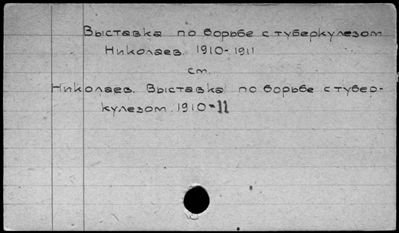 Выставка по борьбе с туберкулезом
Николаев. 1910-1911
см.
Николаев. Выставка по борьбе с тубер-
кулезом. 1910-11